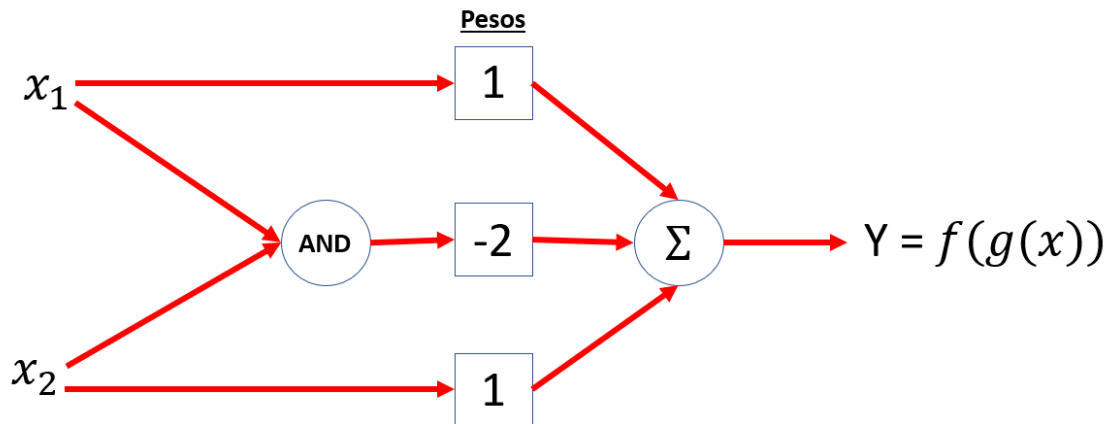 Pesos
x₁
1
AND
-2
Σ
Y = f(g(x))
x₂
1